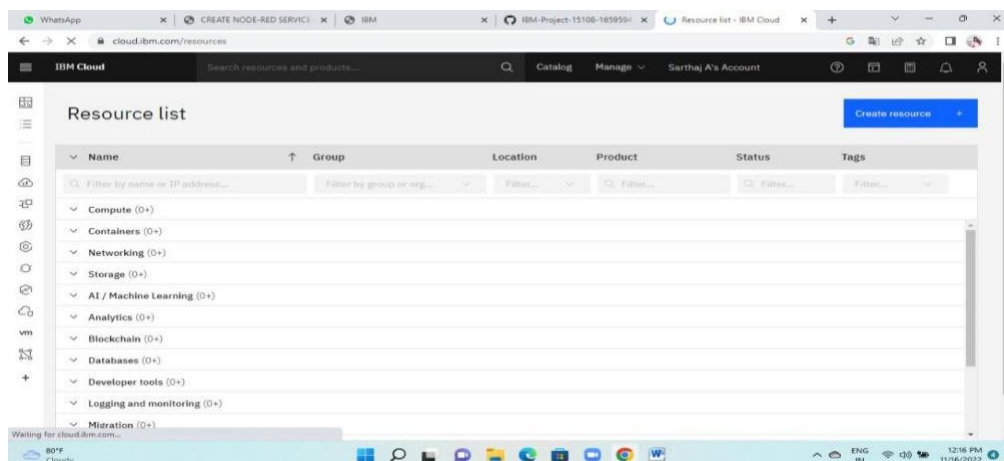 WhatsApp
CREATE NODE-RED SERVICE
IBM
IBM-Project-15108-1659594
Resource list - IBM Cloud
cloud.ibm.com/resources
IBM Cloud
Search resources and products...
Catalog
Manage
Sarthaj A's Account
Resource list
Create resource +
Name Group Location Product Status Tags
Filter by name or IP address... Filter by group or org... Filter... Filter... Filter... Filter...
Compute (0+)
Containers (0+)
Networking (0+)
Storage (0+)
AI / Machine Learning (0+)
Analytics (0+)
vm
Blockchain (0+)
Databases (0+)
Developer tools (0+)
Logging and monitoring (0+)
Migration (0+)
Waiting for cloud.ibm.com...
80°F
Cloudy
ENG
IN
12:16 PM
11/16/2022